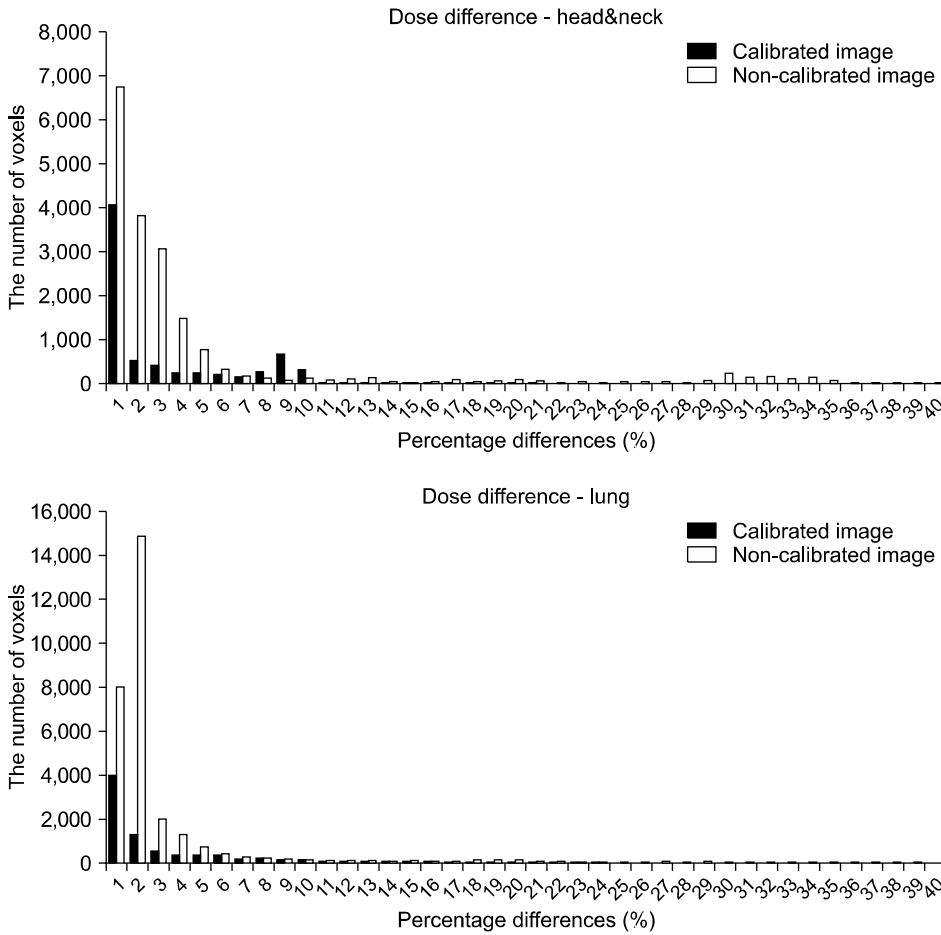 Dose difference - head&neck
8,000
7,000
6,000
5,000
4,000
3,000
2,000
1,000
0
The number of voxels
Calibrated image
Non-calibrated image
1 2 3 4 5 6 7 8 9 10 11 12 13 14 15 16 17 18 19 20 21 22 23 24 25 26 27 28 29 30 31 32 33 34 35 36 37 38 39 40
Percentage differences (%)
Dose difference - lung
16,000
14,000
12,000
10,000
8,000
6,000
4,000
2,000
0
The number of voxels
Calibrated image
Non-calibrated image
1 2 3 4 5 6 7 8 9 10 11 12 13 14 15 16 17 18 19 20 21 22 23 24 25 26 27 28 29 30 31 32 33 34 35 36 37 38 39 40
Percentage differences (%)